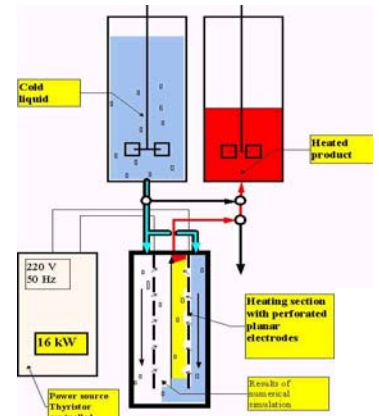 Cold
liquid
Heated
product
220 V
50 Hz
16 kW
Heating section
with perforated
planar
electrodes
Results of
numerical
simulation
Power source
Thyristor